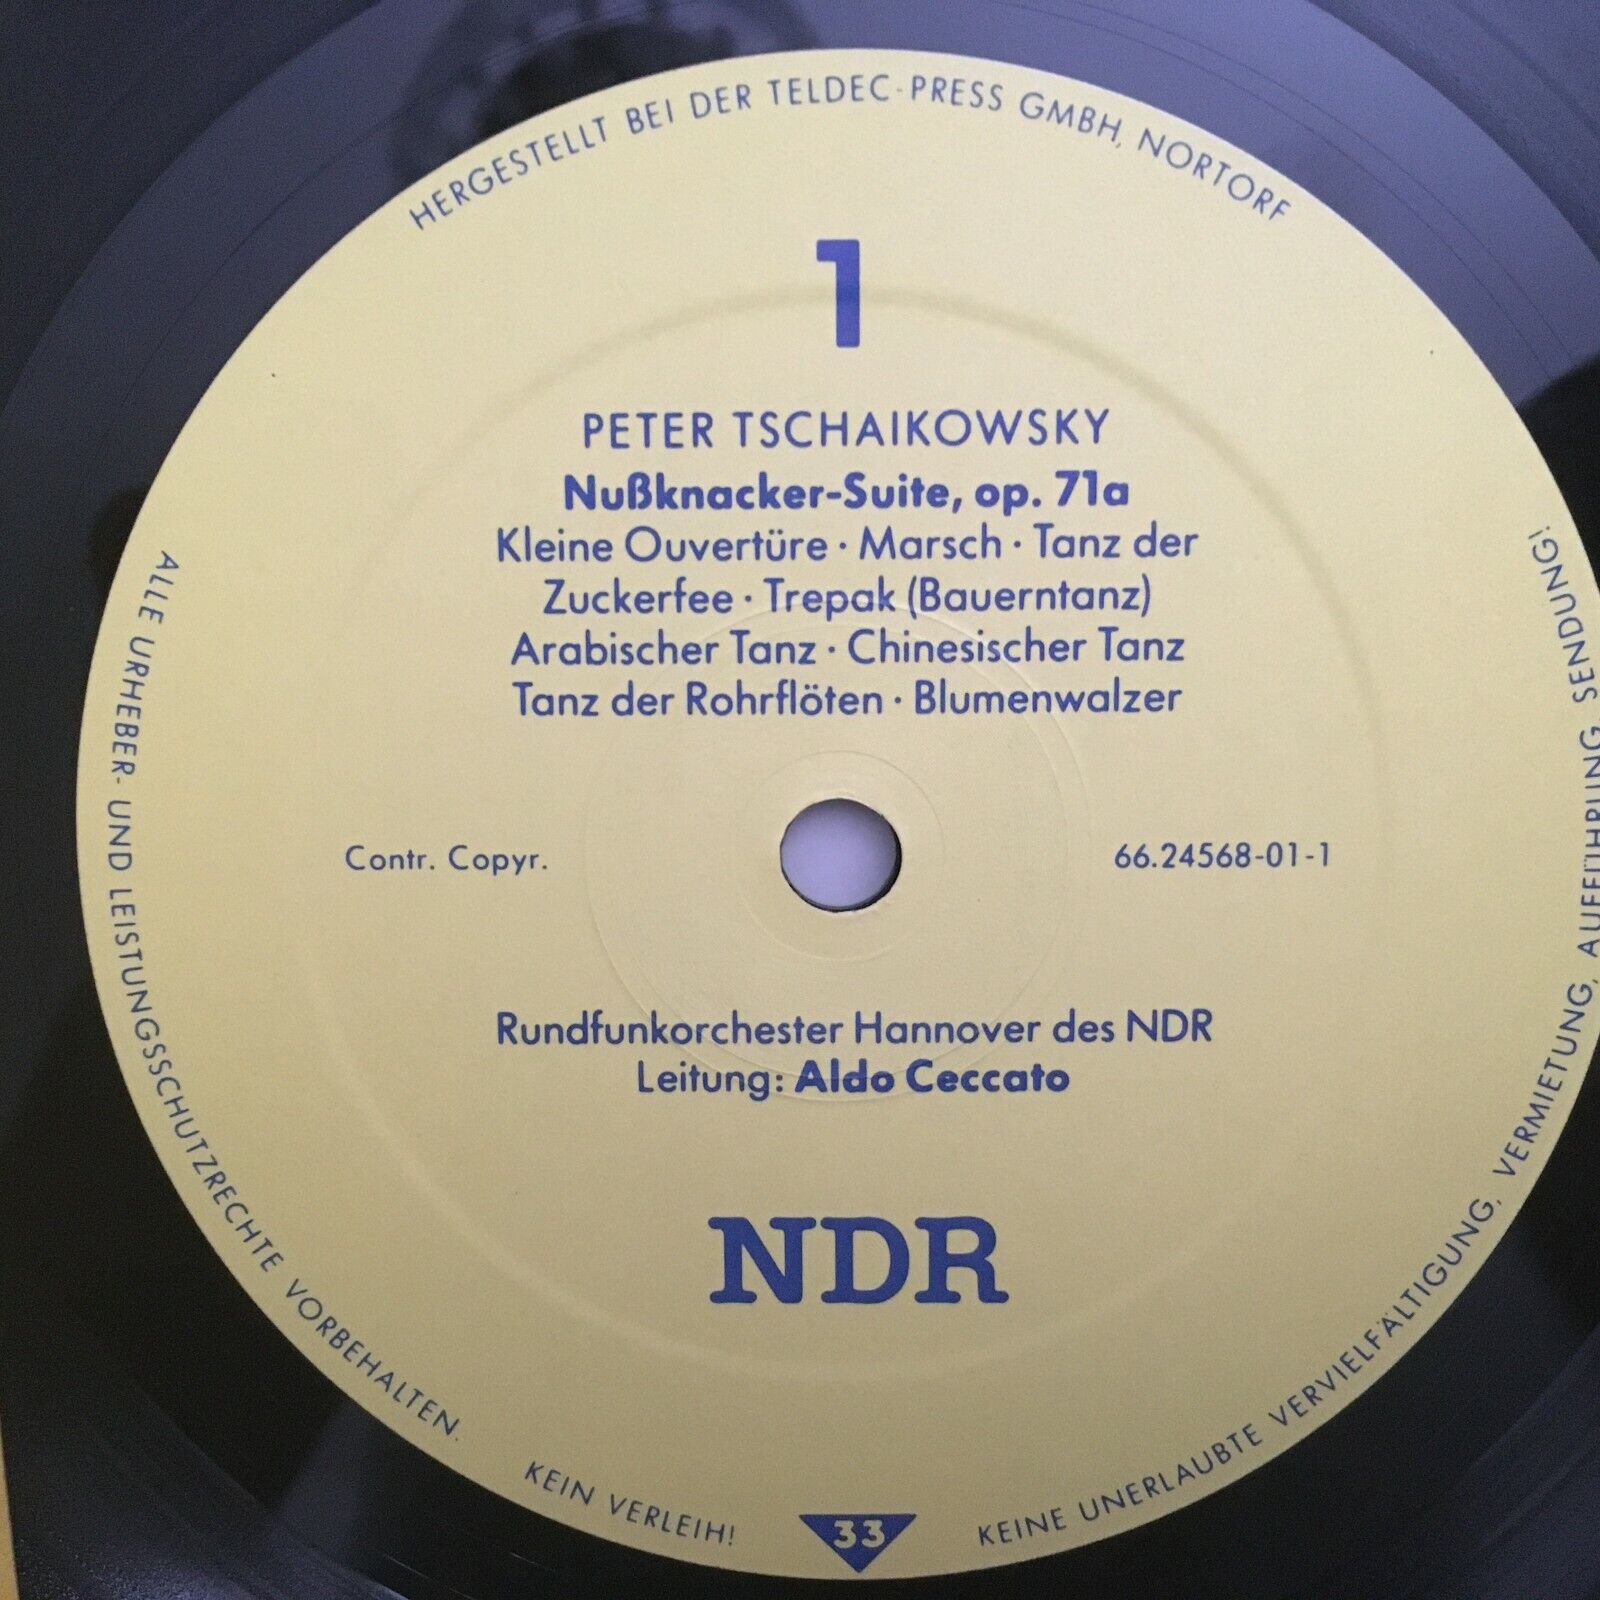 HERGESTELLT BEI DER TELDEC-PRESS GMBH, NORTORF
1
PETER TSCHAIKOWSKY
Nußknacker-Suite, op. 71a
Kleine Ouvertüre · Marsch · Tanz der
Zuckerfee · Trepak (Bauerntanz)
Arabischer Tanz · Chinesischer Tanz
Tanz der Rohrflöten · Blumenwalzer
Contr. Copyr.
66.24568-01-1
Rundfunkorchester Hannover des NDR
Leitung: Aldo Ceccato
NDR
ALLE URHEBER- UND LEISTUNGSSCHUTZRECHTE VORBEHALTEN.
KEIN VERLEIH!
33
KEINE UNERLAUBTE VERVIELFÄLTIGUNG, VERMIETUNG, AUFFÜHRUNG, SENDUNG!